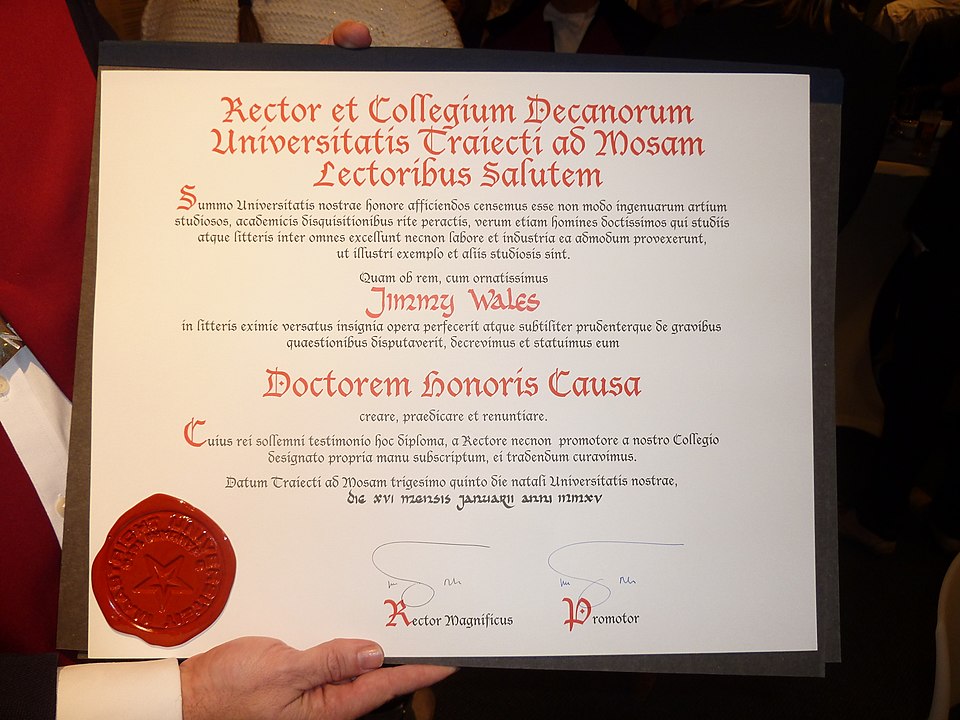 Rector et Collegium Decanorum
Universitatis Traiecti ad Mosam
Lectoribus Salutem
Summo Universitatis nostrae honore afficiendos censemus esse non modo ingenuarum artium
studiosos, academicis disquisitionibus rite peractis, verum etiam homines doctissimos qui studiis
atque litteris inter omnes excellunt necnon labore et industria ea admodum provexerunt,
ut illustri exemplo et aliis studiosis sint.
Quam ob rem, cum ornatissimus
Jimmy Wales
in litteris eximie versatus insignia opera perfecerit atque subtiliter prudenterque de gravibus
quaestionibus disputaverit, decrevimus et statuimus eum
Doctorem Honoris Causa
creare, praedicare et renuntiare.
Cuius rei sollemni testimonio hoc diploma, a Rectore necnon promotore a nostro Collegio
designato propria manu subscriptum, ei tradendum curavimus.
Datum Traiecti ad Mosam trigesimo quinto die natali Universitatis nostrae,
die XVI mensis januarii anni MMXV
Rector Magnificus
Promotor